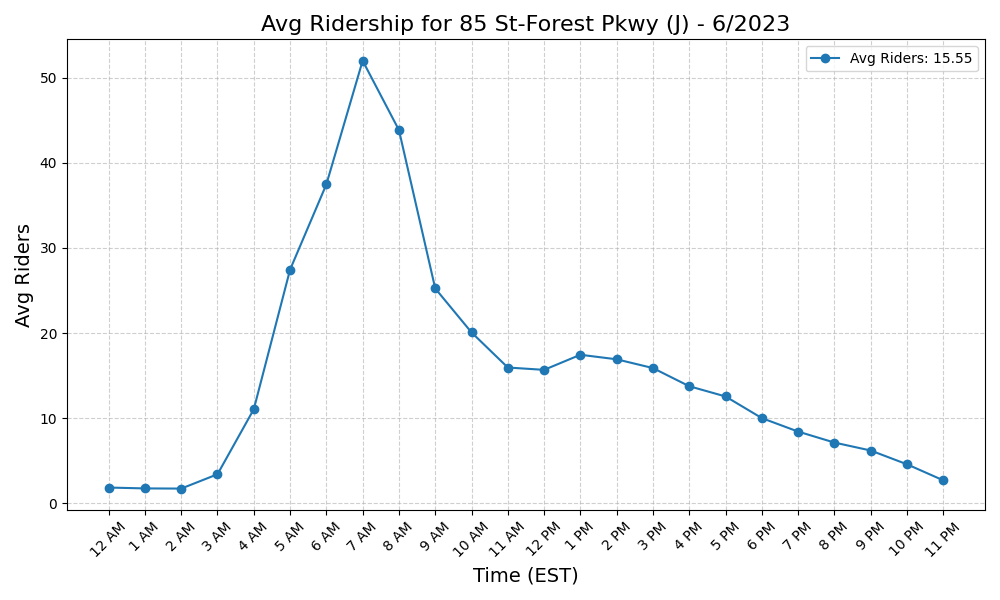 Avg Ridership for 85 St-Forest Pkwy (J) - 6/2023
Avg Riders: 15.55
Avg Riders
50
40
30
20
10
0
12 AM
1 AM
2 AM
3 AM
4 AM
5 AM
6 AM
7 AM
8 AM
9 AM
10 AM
11 AM
12 PM
1 PM
2 PM
3 PM
4 PM
5 PM
6 PM
7 PM
8 PM
9 PM
10 PM
11 PM
Time (EST)